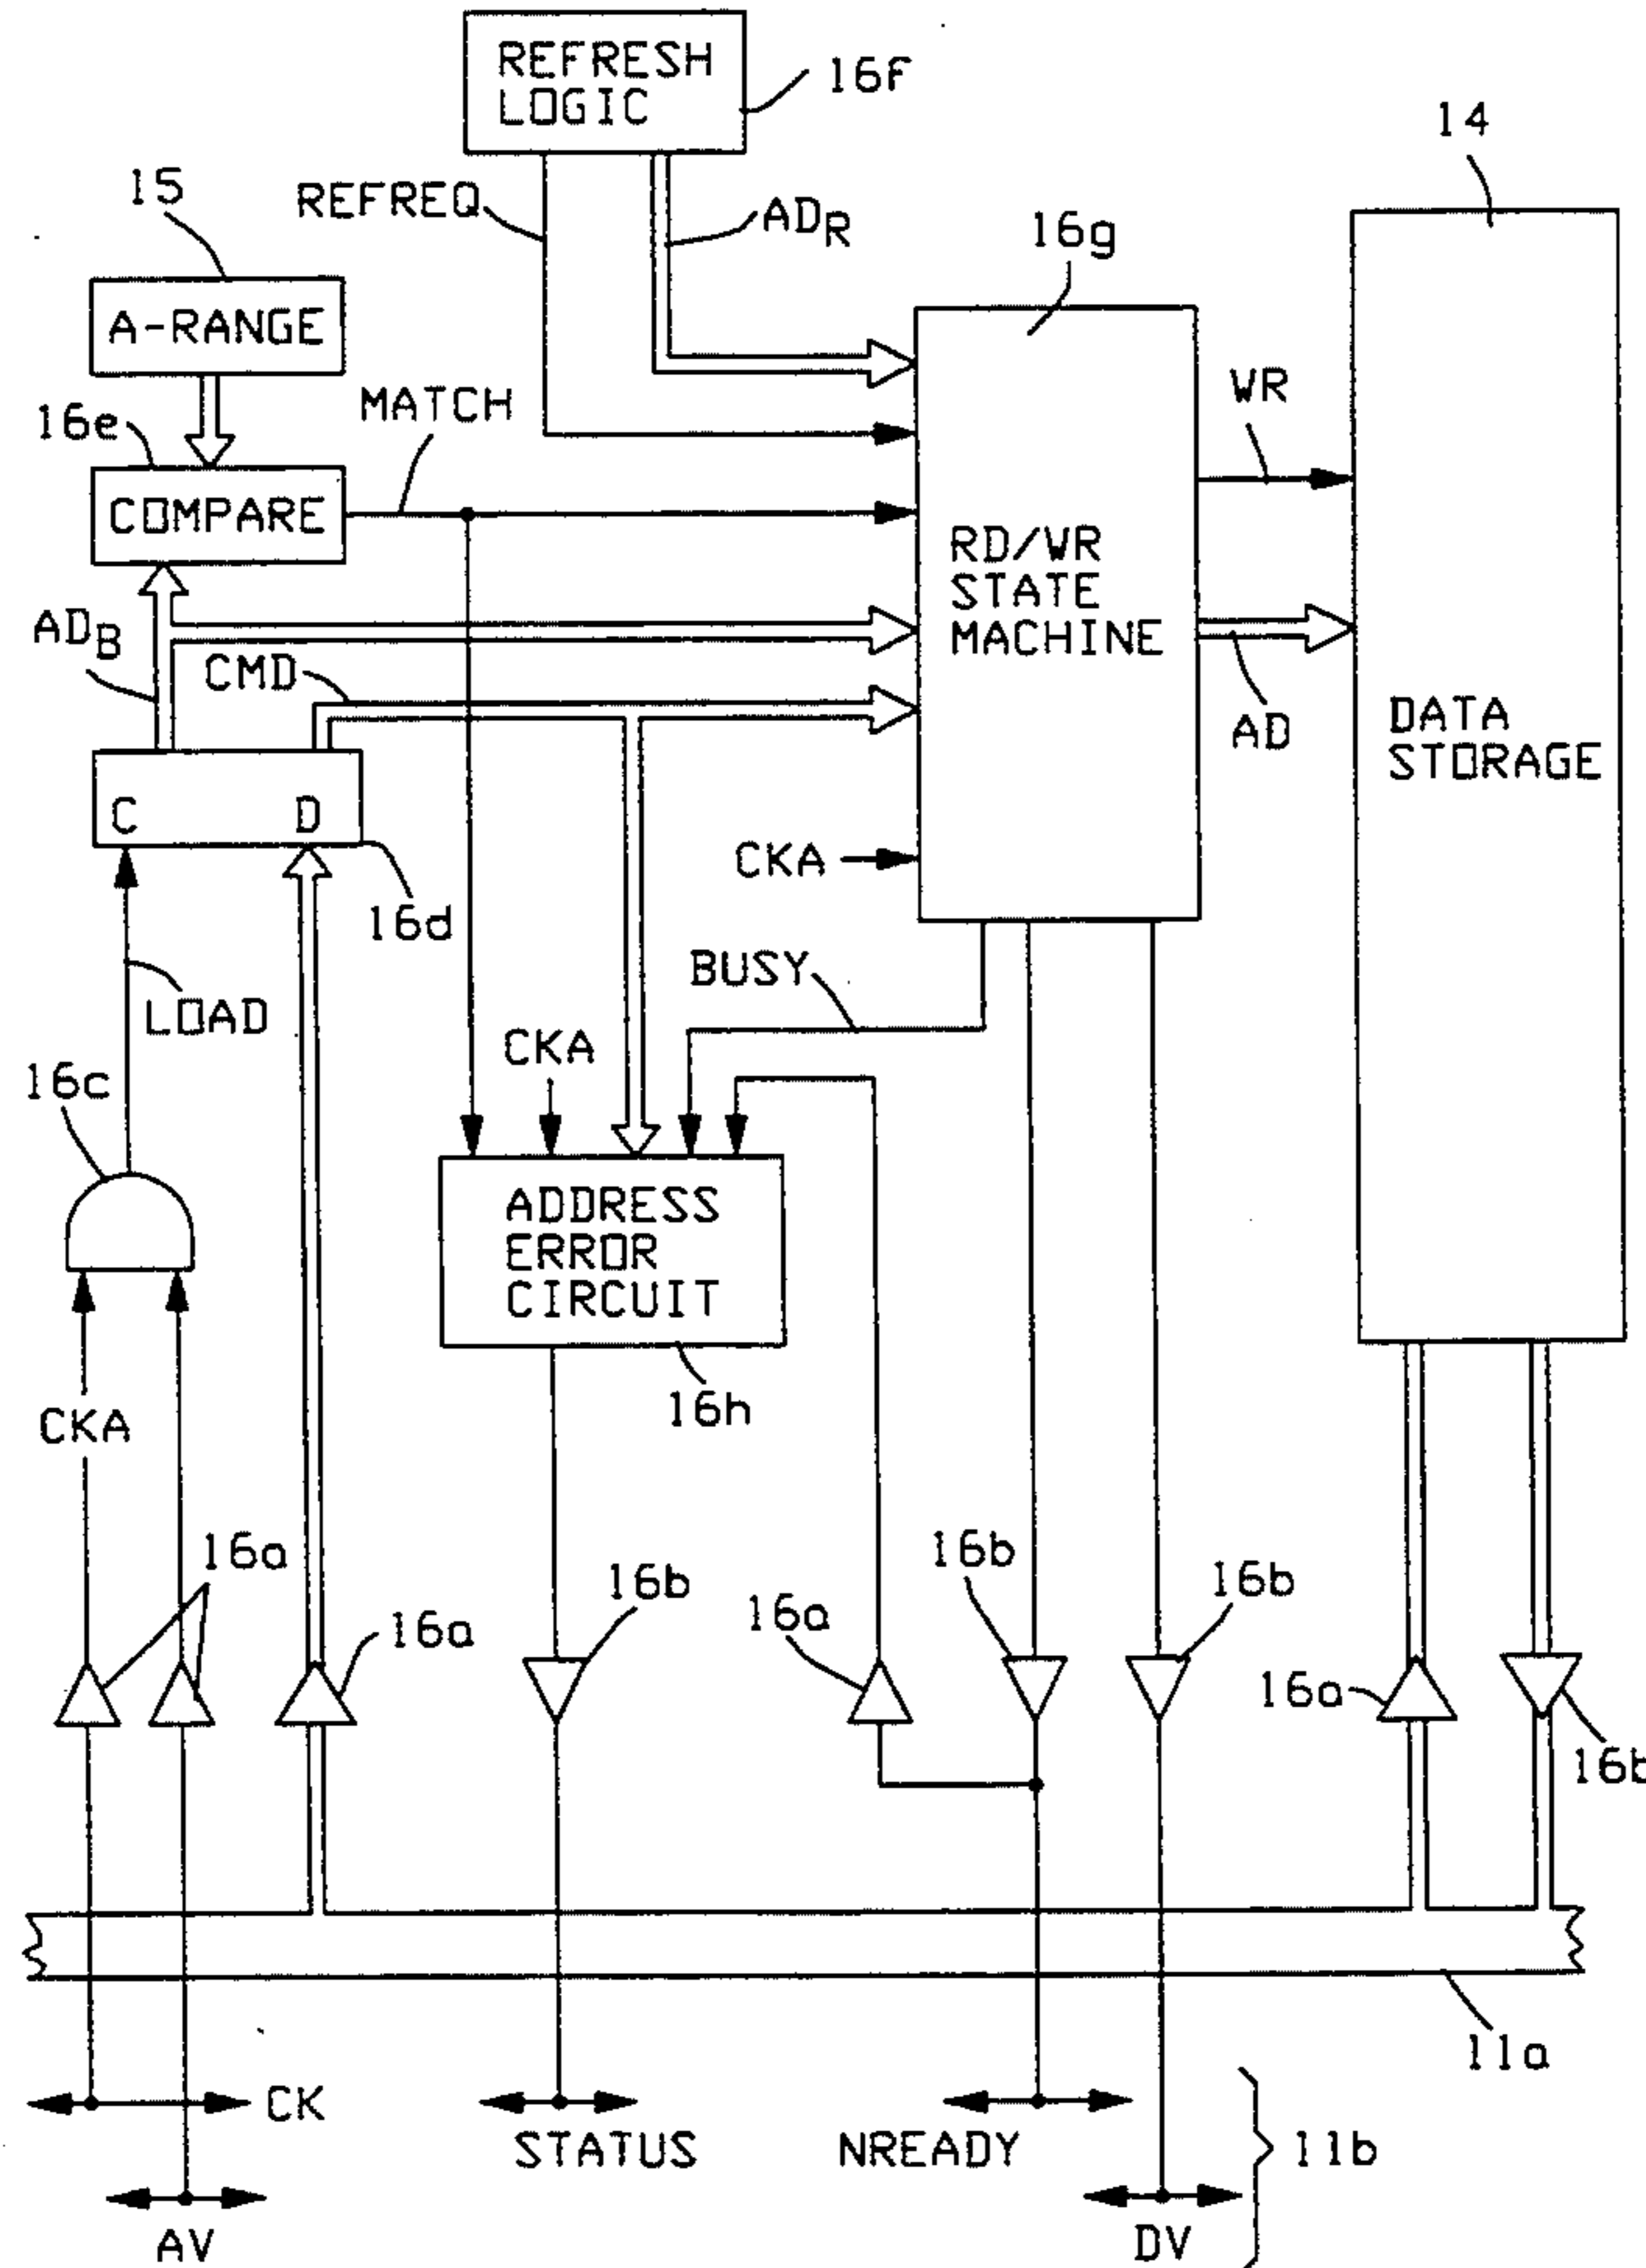 REFRESH
LOGIC
16f
14
15
REFREQ
ADR
16g
A-RANGE
MATCH
WR
16e
COMPARE
RD/WR
STATE
MACHINE
ADB
CMD
AD
DATA
STORAGE
C
D
CKA
16d
BUSY
LOAD
CKA
16c
ADDRESS
ERROR
CIRCUIT
16h
CKA
16a
16b
16b
16b
16a
16a
16a
16b
11a
CK
STATUS
NREADY
11b
AV
DV